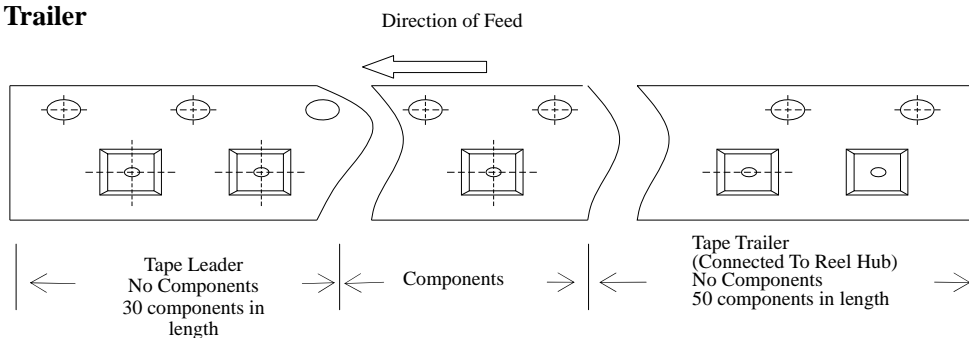 Trailer
Direction of Feed
Tape Leader
No Components
30 components in
length
Components
Tape Trailer
(Connected To Reel Hub)
No Components
50 components in length